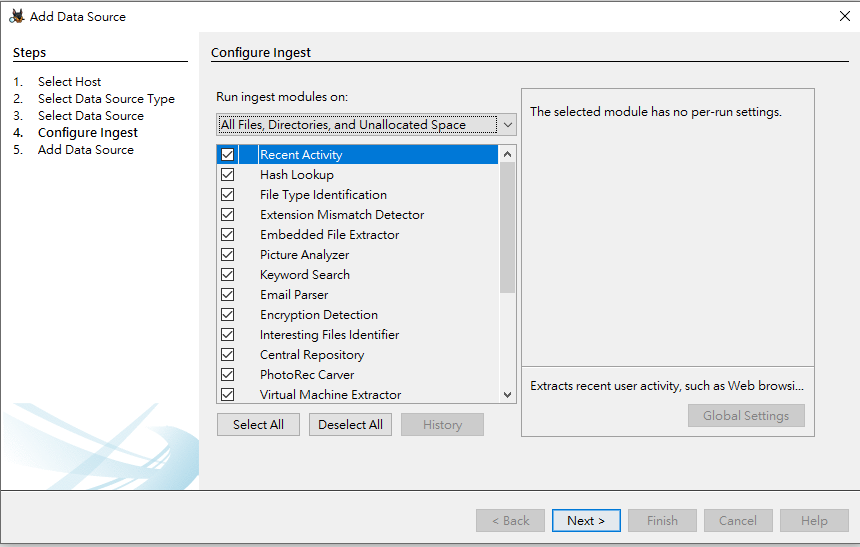 Add Data Source
Steps
1. Select Host
2. Select Data Source Type
3. Select Data Source
4. Configure Ingest
5. Add Data Source
Configure Ingest
Run ingest modules on:
All Files, Directories, and Unallocated Space
Recent Activity
Hash Lookup
File Type Identification
Extension Mismatch Detector
Embedded File Extractor
Picture Analyzer
Keyword Search
Email Parser
Encryption Detection
Interesting Files Identifier
Central Repository
PhotoRec Carver
Virtual Machine Extractor
Select All
Deselect All
History
The selected module has no per-run settings.
Extracts recent user activity, such as Web browsi...
Global Settings
< Back
Next >
Finish
Cancel
Help